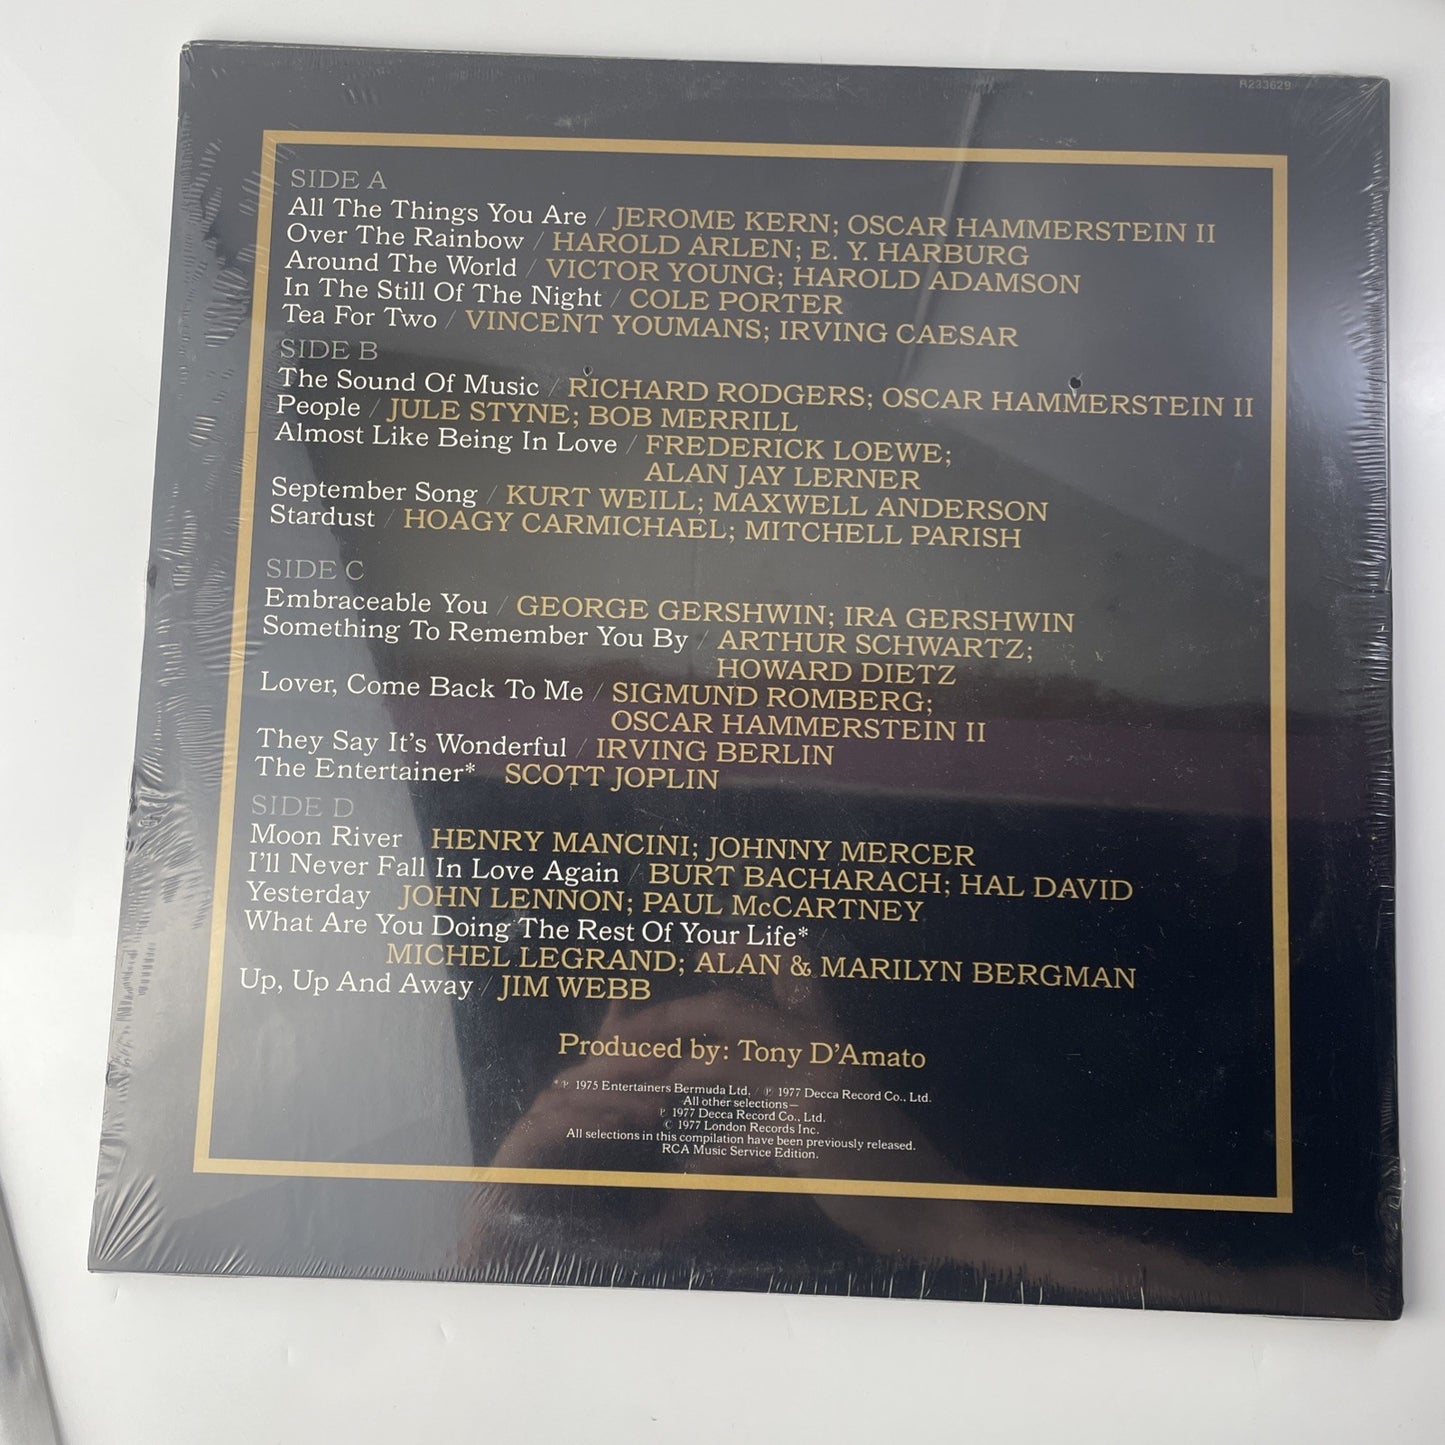 R233629
SIDE A
All The Things You Are / JEROME KERN; OSCAR HAMMERSTEIN II
Over The Rainbow / HAROLD ARLEN; E. Y. HARBURG
Around The World / VICTOR YOUNG; HAROLD ADAMSON
In The Still Of The Night / COLE PORTER
Tea For Two / VINCENT YOUMANS; IRVING CAESAR
SIDE B
The Sound Of Music / RICHARD RODGERS; OSCAR HAMMERSTEIN II
People / JULE STYNE; BOB MERRILL
Almost Like Being In Love / FREDERICK LOEWE;
ALAN JAY LERNER
September Song / KURT WEILL; MAXWELL ANDERSON
Stardust / HOAGY CARMICHAEL; MITCHELL PARISH
SIDE C
Embraceable You / GEORGE GERSHWIN; IRA GERSHWIN
Something To Remember You By / ARTHUR SCHWARTZ;
HOWARD DIETZ
Lover, Come Back To Me / SIGMUND ROMBERG;
OSCAR HAMMERSTEIN II
They Say It's Wonderful / IRVING BERLIN
The Entertainer* SCOTT JOPLIN
SIDE D
Moon River HENRY MANCINI; JOHNNY MERCER
I'll Never Fall In Love Again / BURT BACHARACH; HAL DAVID
Yesterday JOHN LENNON; PAUL McCARTNEY
What Are You Doing The Rest Of Your Life* /
MICHEL LEGRAND; ALAN & MARILYN BERGMAN
Up, Up And Away / JIM WEBB
Produced by: Tony D'Amato
*℗ 1975 Entertainers Bermuda Ltd. / ℗ 1977 Decca Record Co., Ltd.
All other selections—
℗ 1977 Decca Record Co., Ltd.
© 1977 London Records Inc.
All selections in this compilation have been previously released.
RCA Music Service Edition.